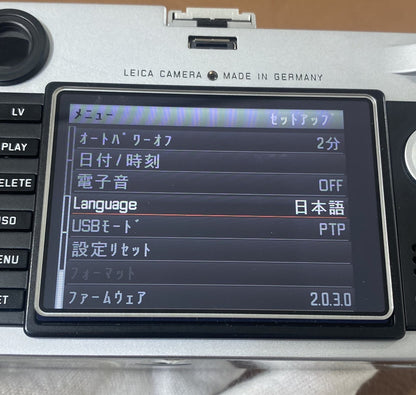 LEICA CAMERA MADE IN GERMANY
LV
PLAY
DELETE
ISO
MENU
SET
メニュー セットアップ
オートパワーオフ 2分
日付/時刻
電子音 OFF
Language 日本語
USBモード PTP
設定リセット
フォーマット
ファームウェア 2.0.3.0